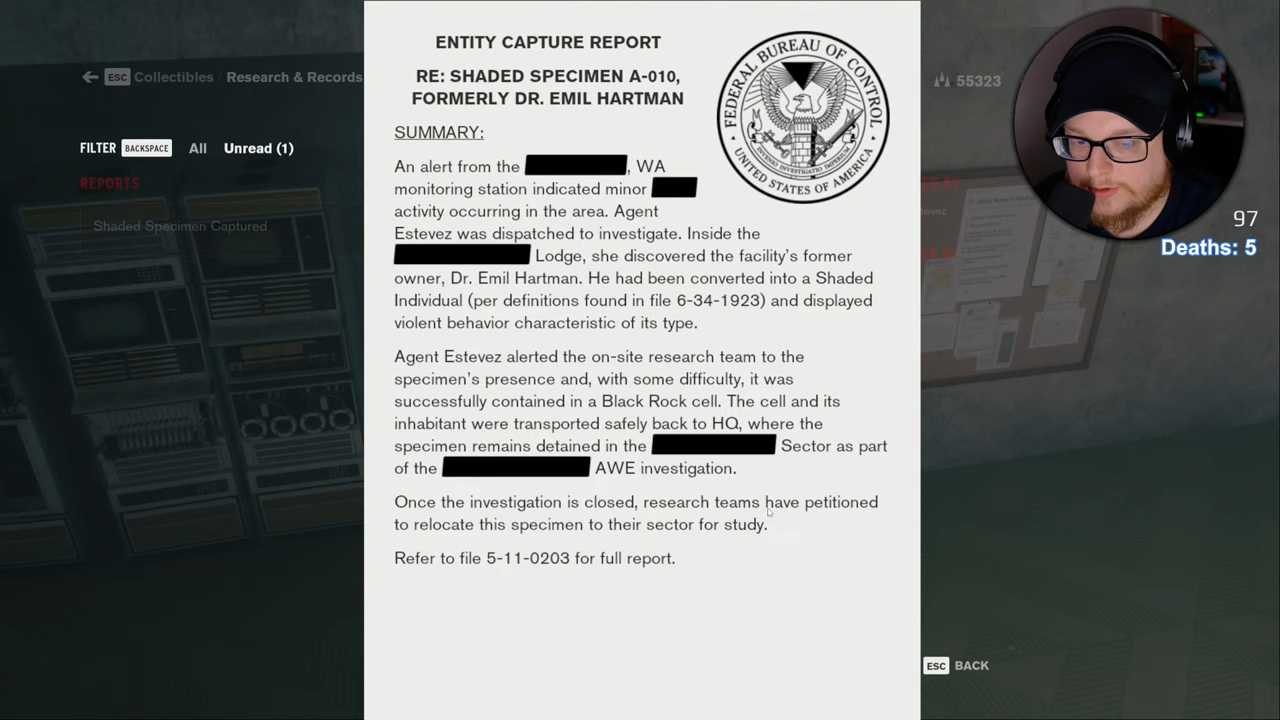 ENTITY CAPTURE REPORT
RE: SHADED SPECIMEN A-010,
FORMERLY DR. EMIL HARTMAN
FEDERAL BUREAU OF CONTROL
UNITED STATES OF AMERICA
SUMMARY:
An alert from the , WA
monitoring station indicated minor
activity occurring in the area. Agent
Estevez was dispatched to investigate. Inside the
Lodge, she discovered the facility's former
owner, Dr. Emil Hartman. He had been converted into a Shaded
Individual (per definitions found in file 6-34-1923) and displayed
violent behavior characteristic of its type.
Agent Estevez alerted the on-site research team to the
specimen's presence and, with some difficulty, it was
successfully contained in a Black Rock cell. The cell and its
inhabitant were transported safely back to HQ, where the
specimen remains detained in the Sector as part
of the AWE investigation.
Once the investigation is closed, research teams have petitioned
to relocate this specimen to their sector for study.
Refer to file 5-11-0203 for full report.
ESC Collectibles / Research & Records
FILTER BACKSPACE All Unread (1)
REPORTS
Shaded Specimen Captured
55323
97
Deaths: 5
ESC BACK